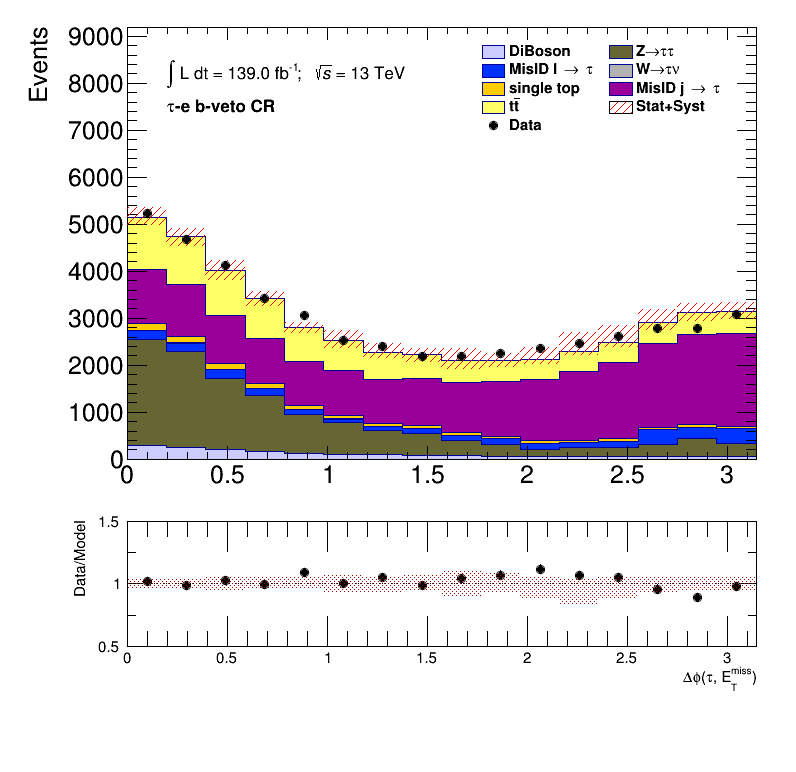 Events
9000
8000
7000
6000
5000
4000
3000
2000
1000
0
∫ L dt = 139.0 fb⁻¹; √s = 13 TeV
τ-e b-veto CR
DiBoson
MisID l → τ
single top
tt̄
Data
Z→ττ
W→τν
MisID j → τ
Stat+Syst
0 0.5 1 1.5 2 2.5 3
Data/Model
1.5
1
0.5
0 0.5 1 1.5 2 2.5 3
Δϕ(τ, E_T^miss)